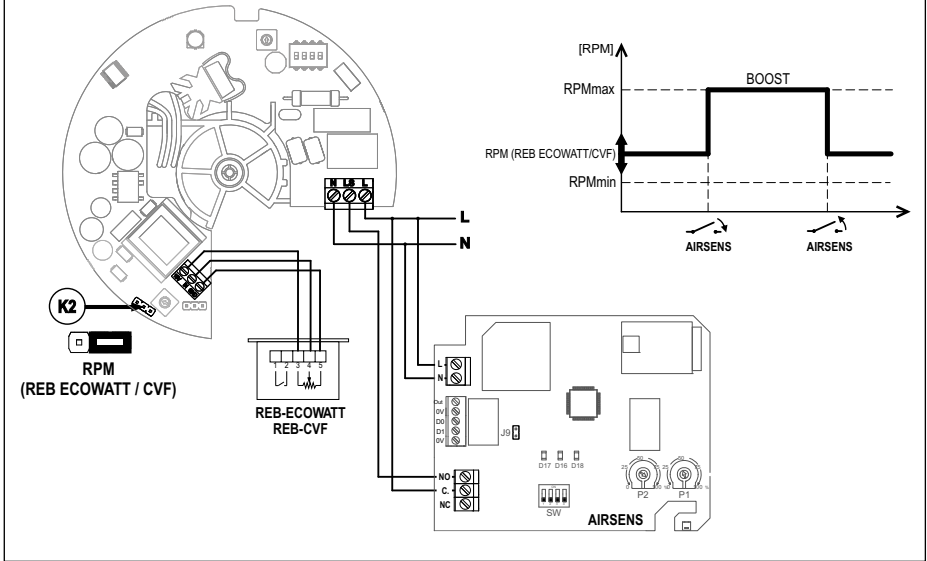 [RPM]
RPMmax
BOOST
RPM (REB ECOWATT/CVF)
RPMmin
AIRSENS
AIRSENS
N LS L
L
N
K2
RPM
(REB ECOWATT / CVF)
1 2 3 4 5
REB-ECOWATT
REB-CVF
L
N
Out
0V
D0
D1
0V
J9
D17 D16 D18
NO
C.
NC
SW
P2
P1
AIRSENS